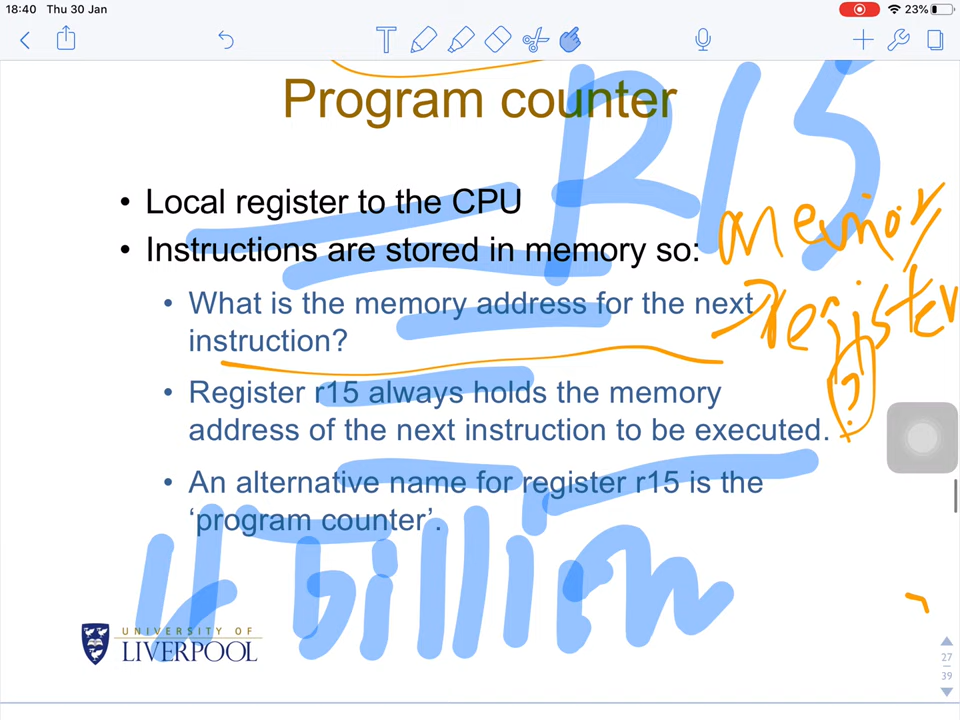 18:40 Thu 30 Jan
23%
Program counter
R15
• Local register to the CPU
• Instructions are stored in memory so:
memory
• What is the memory address for the next
instruction?
register
?
• Register r15 always holds the memory
address of the next instruction to be executed.
• An alternative name for register r15 is the
‘program counter’.
4 billion
UNIVERSITY OF
LIVERPOOL
27
39